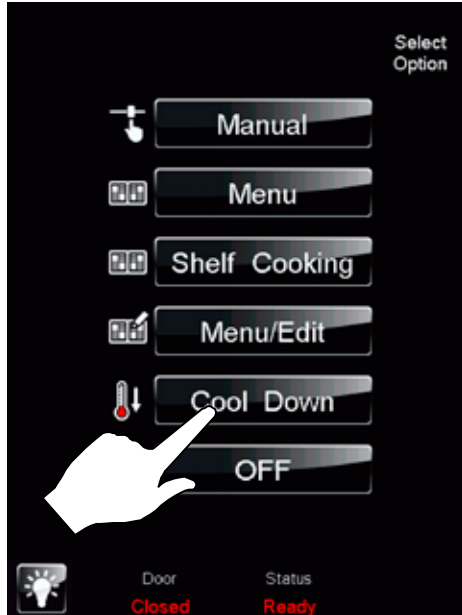 Select
Option
Manual
Menu
Shelf Cooking
Menu/Edit
Cool Down
OFF
Door Status
Closed Ready